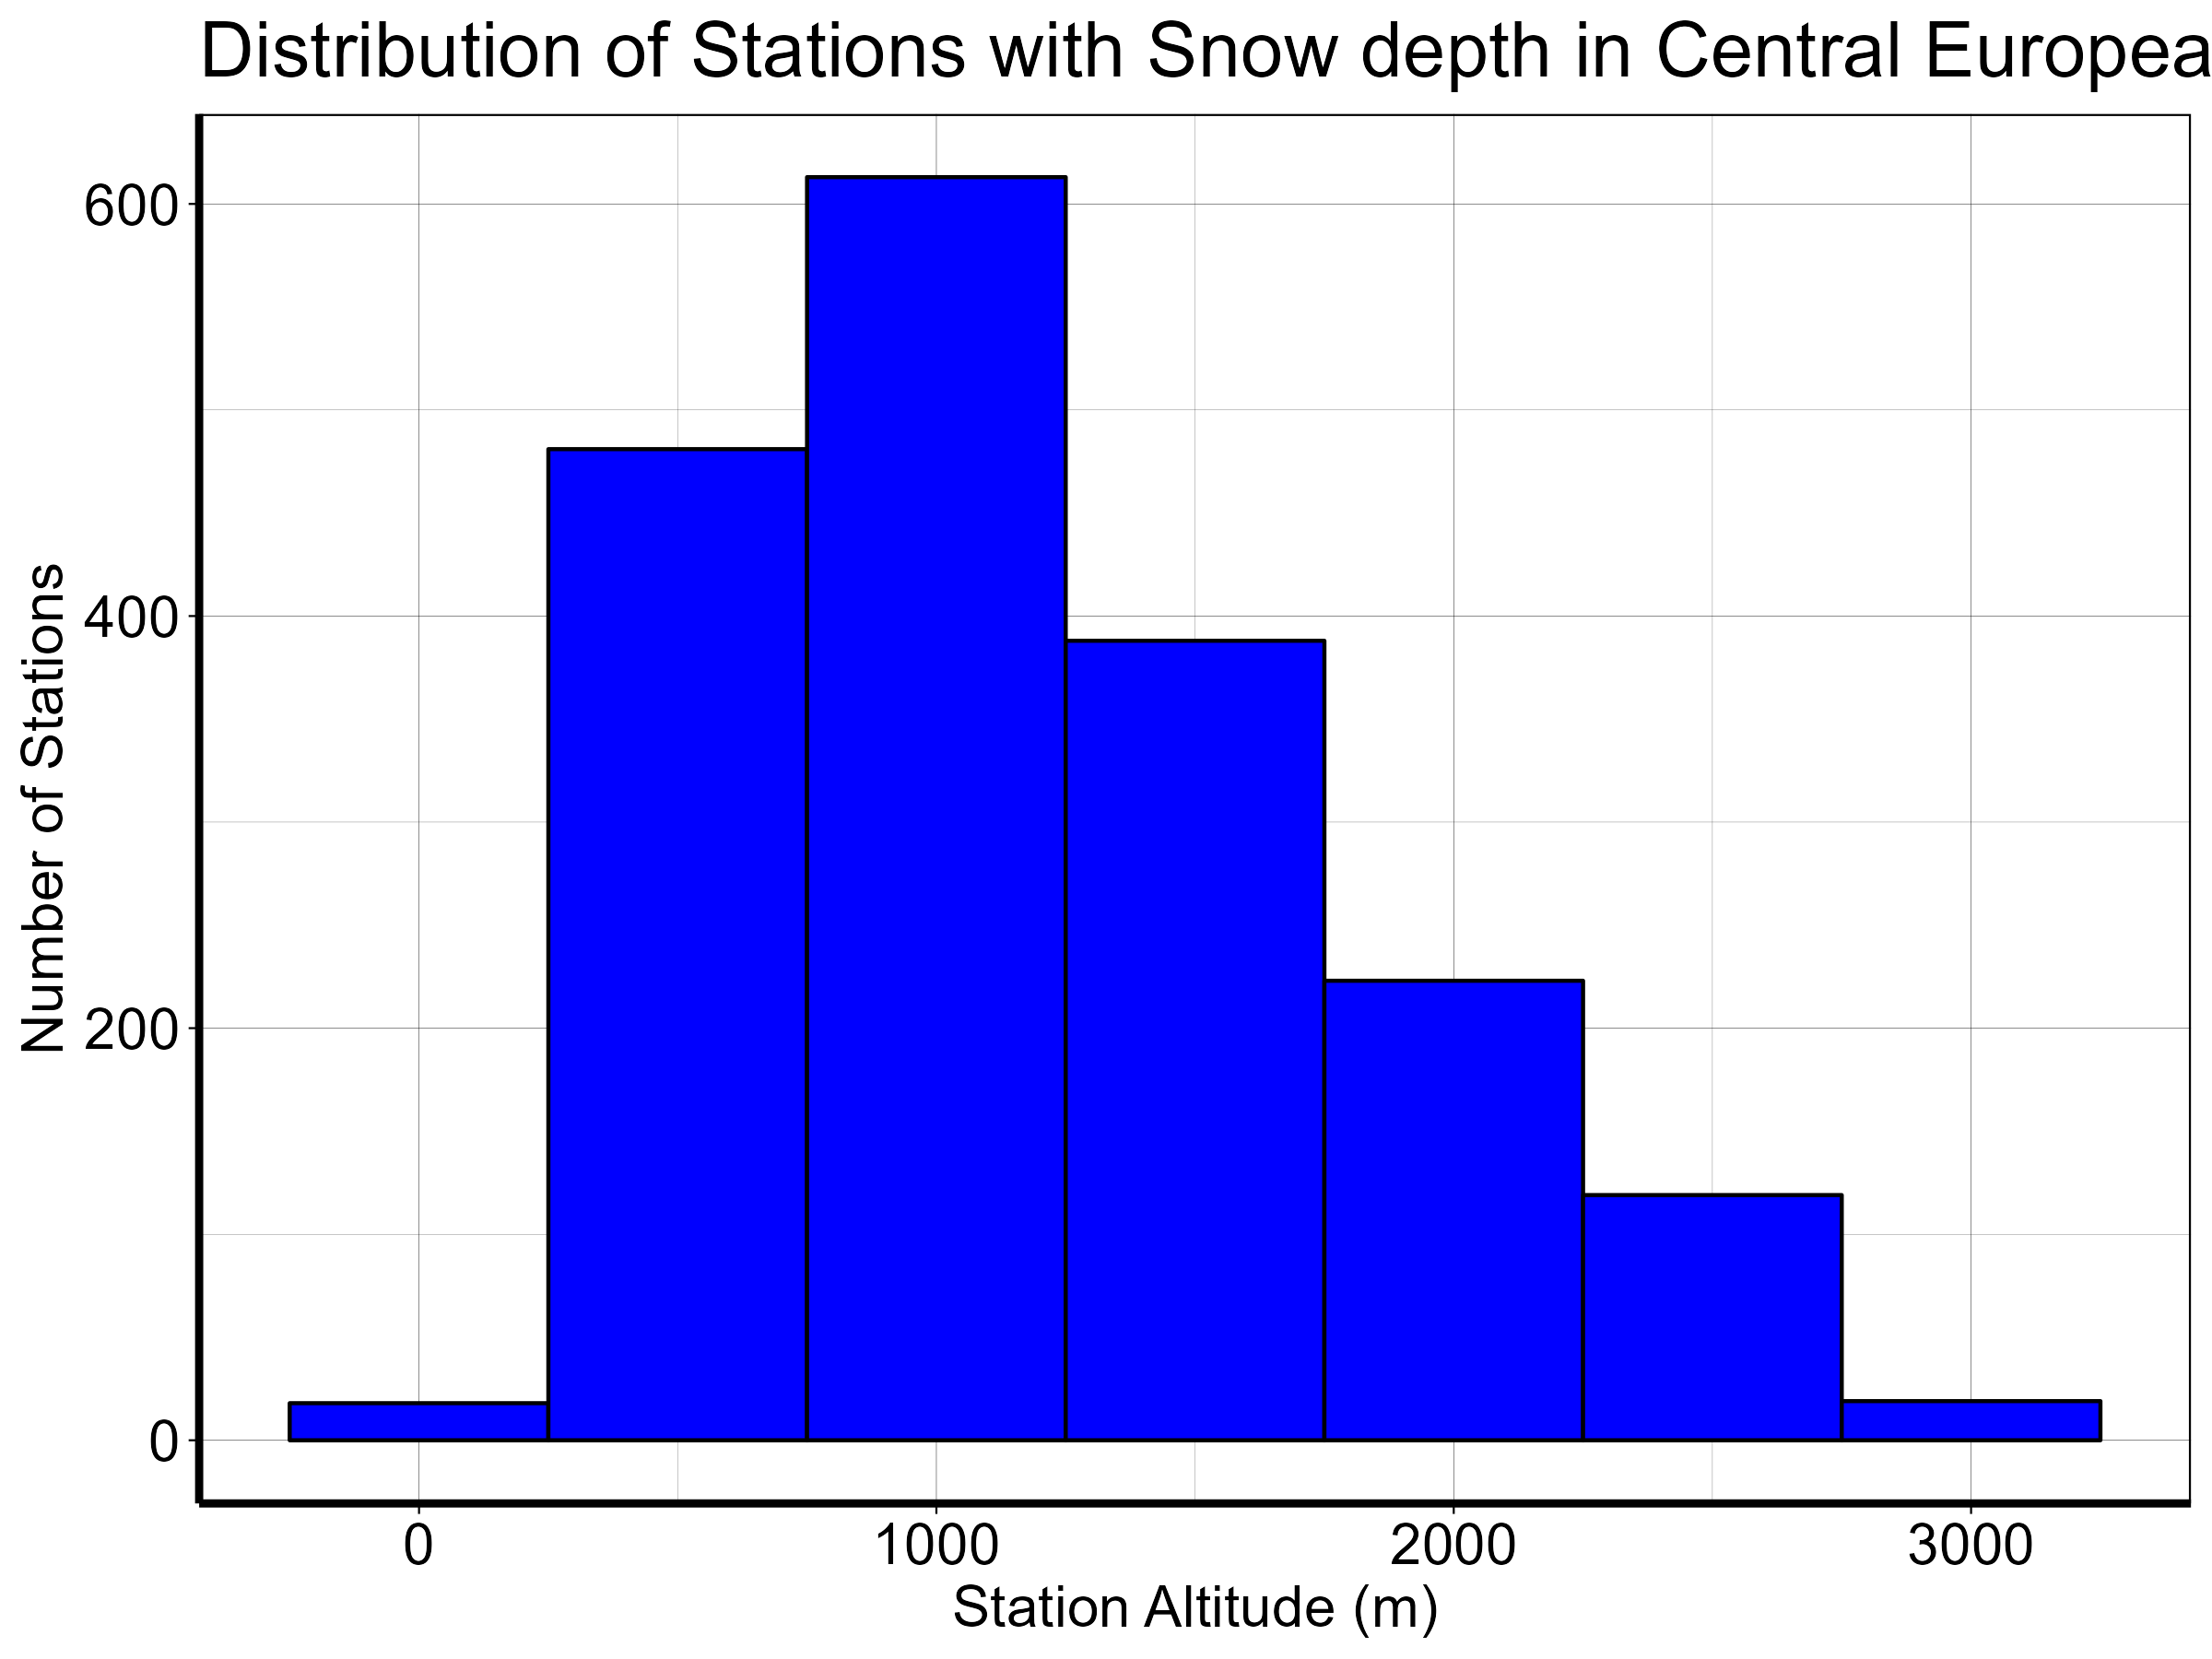 Distribution of Stations with Snow depth in Central Europea
600
400
200
0
Number of Stations
0 1000 2000 3000
Station Altitude (m)